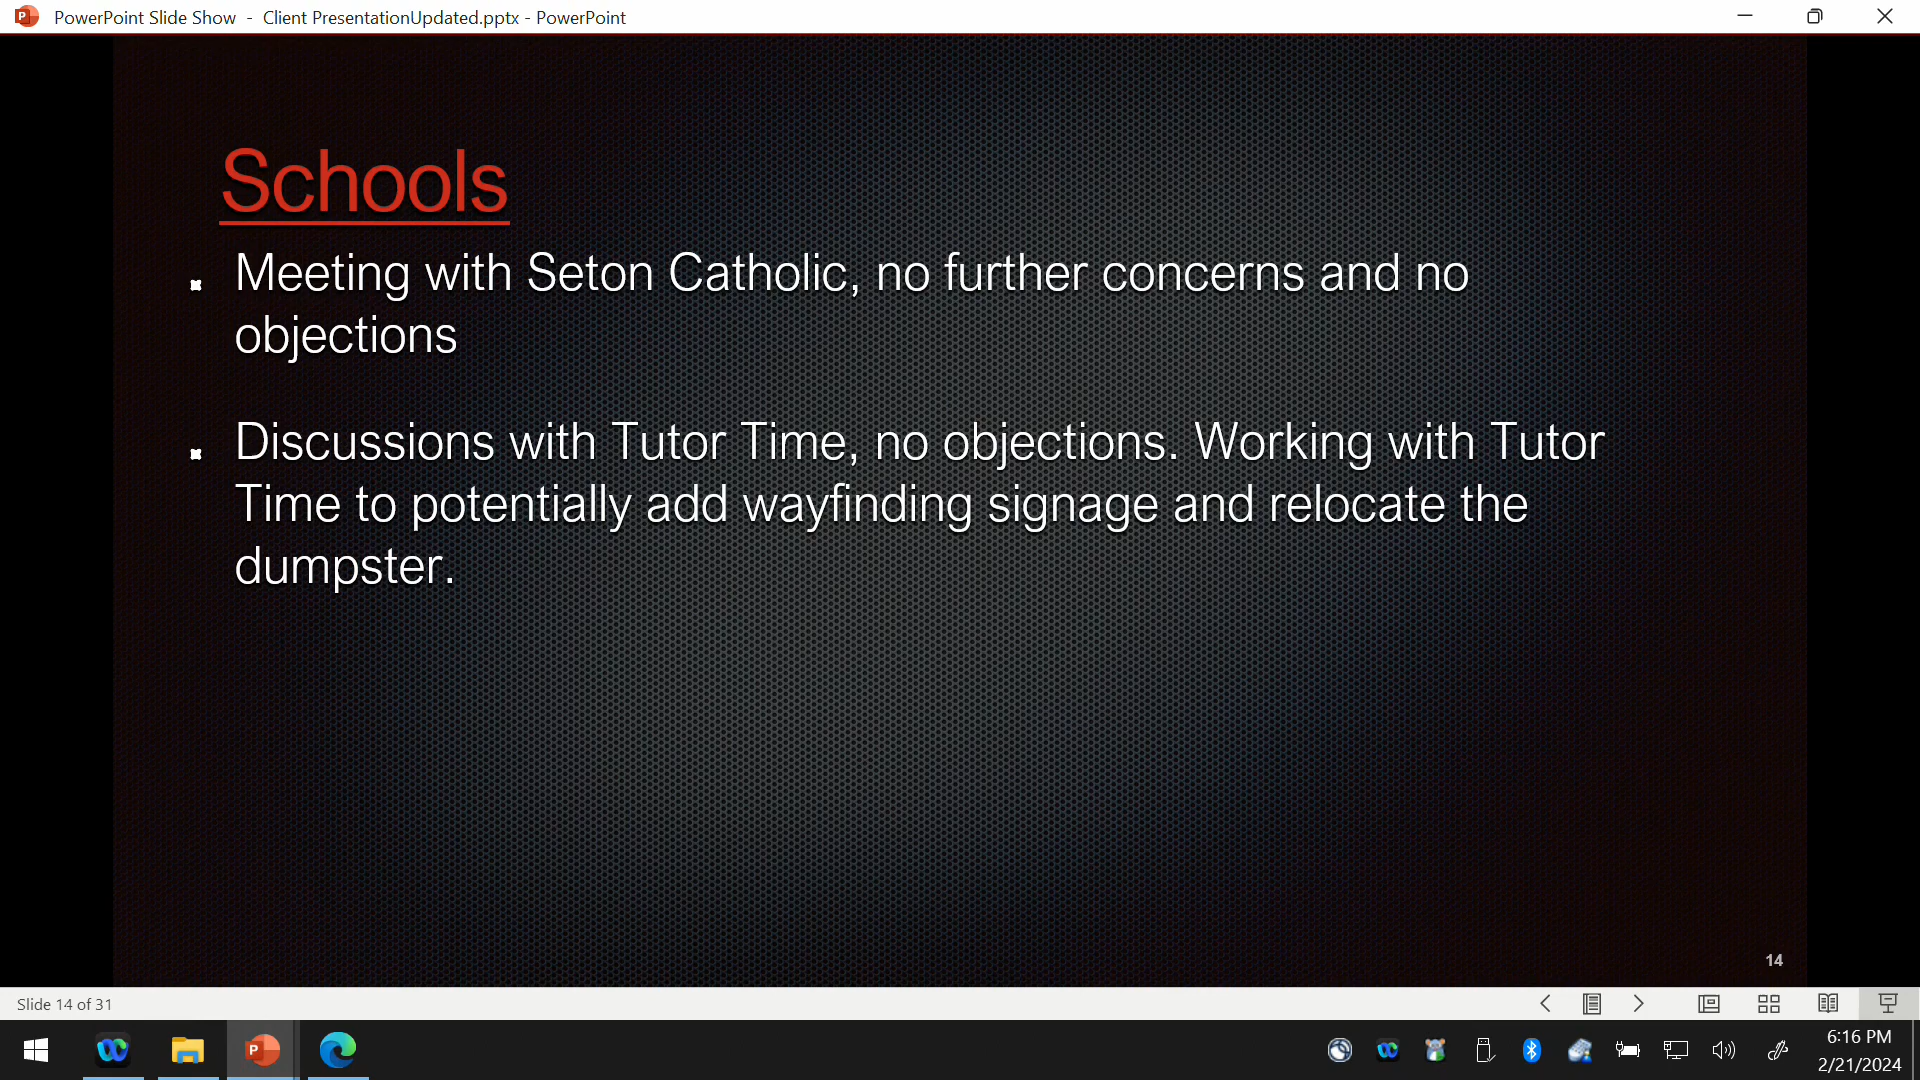 PowerPoint Slide Show - Client PresentationUpdated.pptx - PowerPoint
Schools
Meeting with Seton Catholic, no further concerns and no
objections
Discussions with Tutor Time, no objections. Working with Tutor
Time to potentially add wayfinding signage and relocate the
dumpster.
14
Slide 14 of 31
6:16 PM
2/21/2024